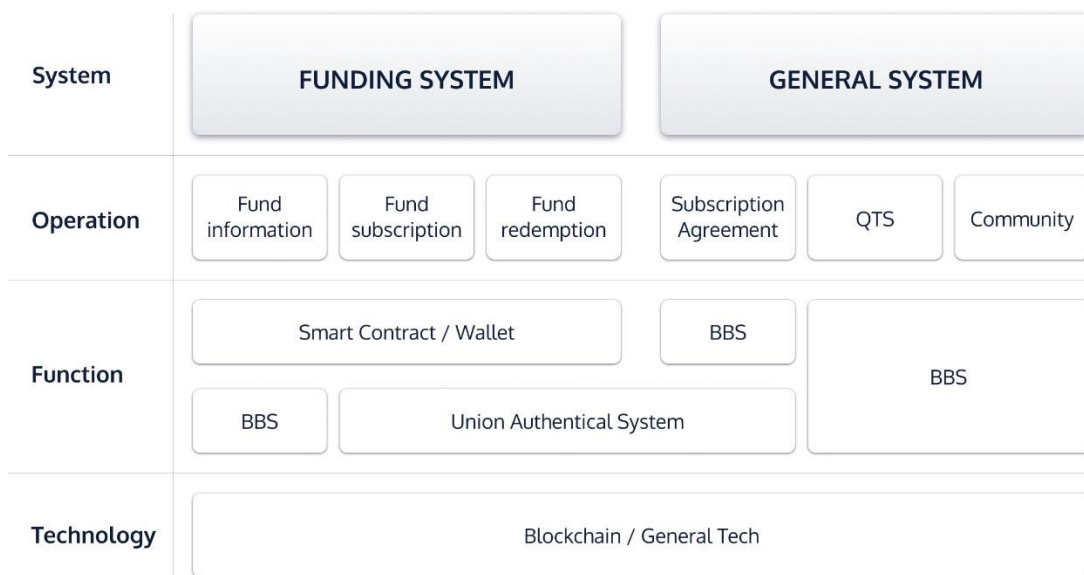 System
FUNDING SYSTEM
GENERAL SYSTEM
Operation
Fund
information
Fund
subscription
Fund
redemption
Subscription
Agreement
QTS
Community
Function
Smart Contract / Wallet
BBS
BBS
BBS
Union Authentical System
Technology
Blockchain / General Tech